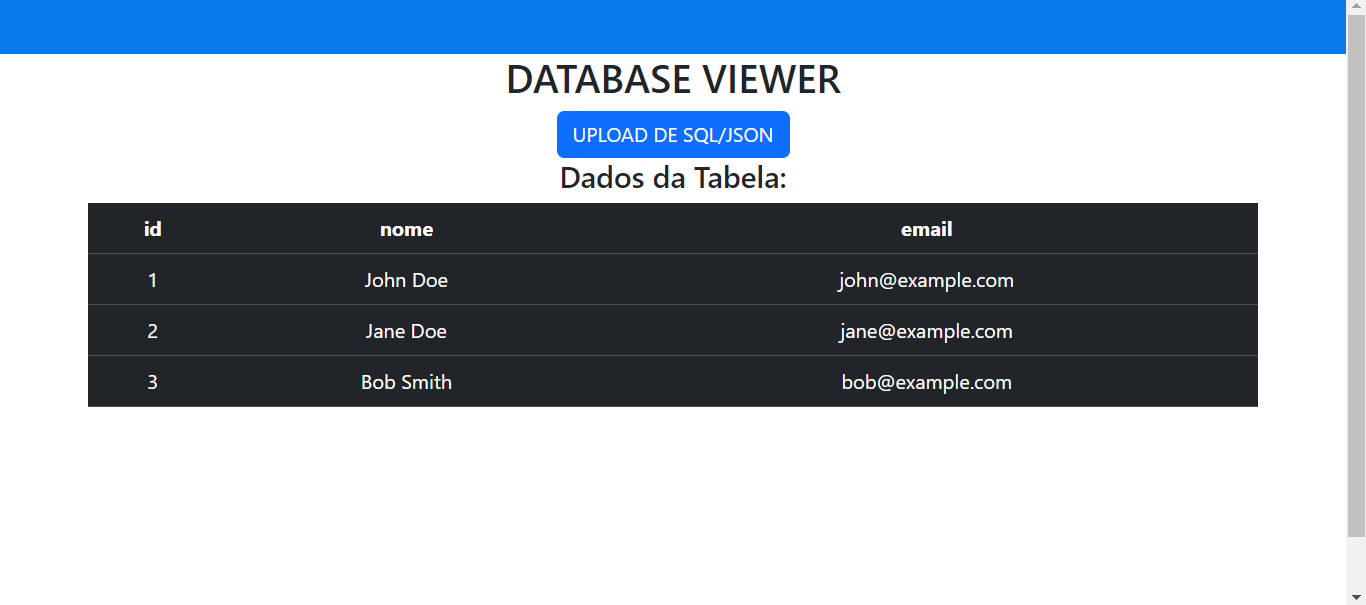 DATABASE VIEWER
UPLOAD DE SQL/JSON
Dados da Tabela:
id nome email
1 John Doe john@example.com
2 Jane Doe jane@example.com
3 Bob Smith bob@example.com